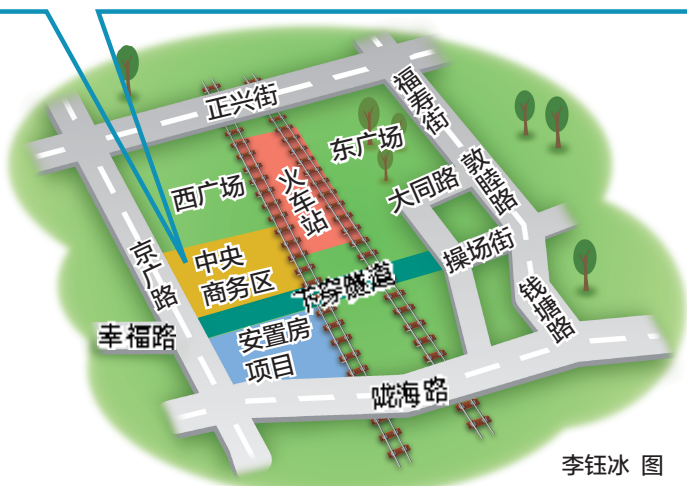 正兴街
福寿街
东广场
火车站
西广场
大同路
敦睦路
京广路
中央
商务区
操场街
下穿隧道
钱塘路
幸福路
安置房
项目
陇海路
李钰冰 图